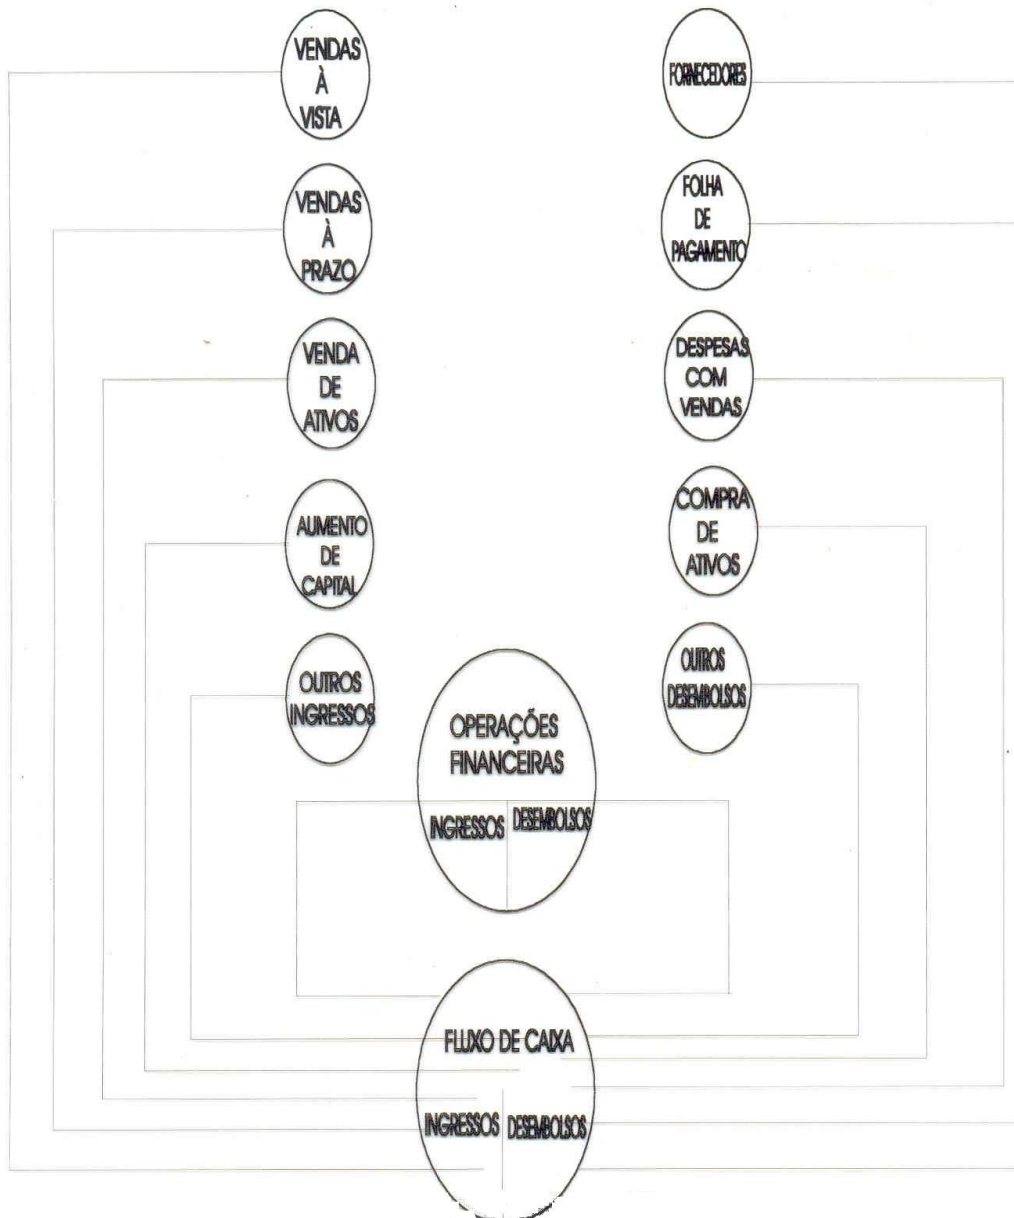 VENDAS
À
VISTA
VENDAS
À
PRAZO
VENDA
DE
ATIVOS
AUMENTO
DE
CAPITAL
OUTROS
INGRESSOS
FORNECEDORES
FOLHA
DE
PAGAMENTO
DESPESAS
COM
VENDAS
COMPRA
DE
ATIVOS
OUTROS
DESEMBOLSOS
OPERAÇÕES
FINANCEIRAS
INGRESSOS DESEMBOLSOS
FLUXO DE CAIXA
INGRESSOS DESEMBOLSOS